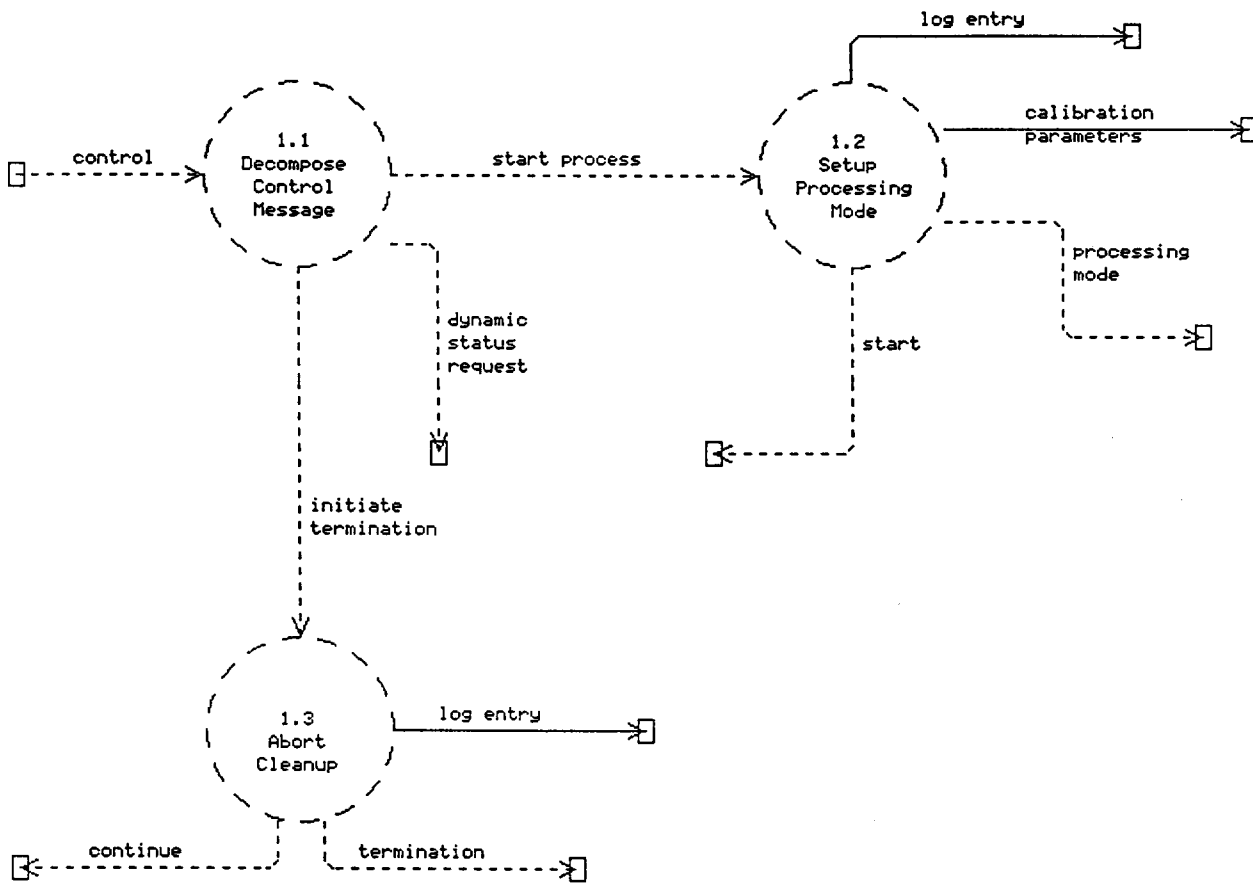 log entry
calibration
parameters
1.1
Decompose
Control
Message
1.2
Setup
Processing
Mode
control
start process
processing
mode
dynamic
status
request
start
initiate
termination
1.3
Abort
Cleanup
log entry
continue
termination